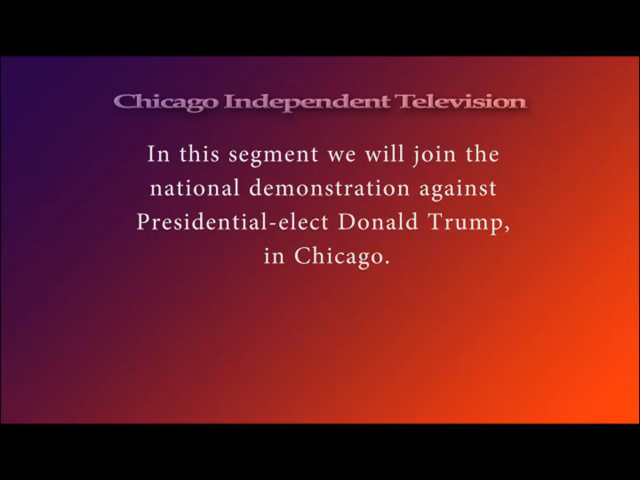 Chicago Independent Television
In this segment we will join the
national demonstration against
Presidential-elect Donald Trump,
in Chicago.